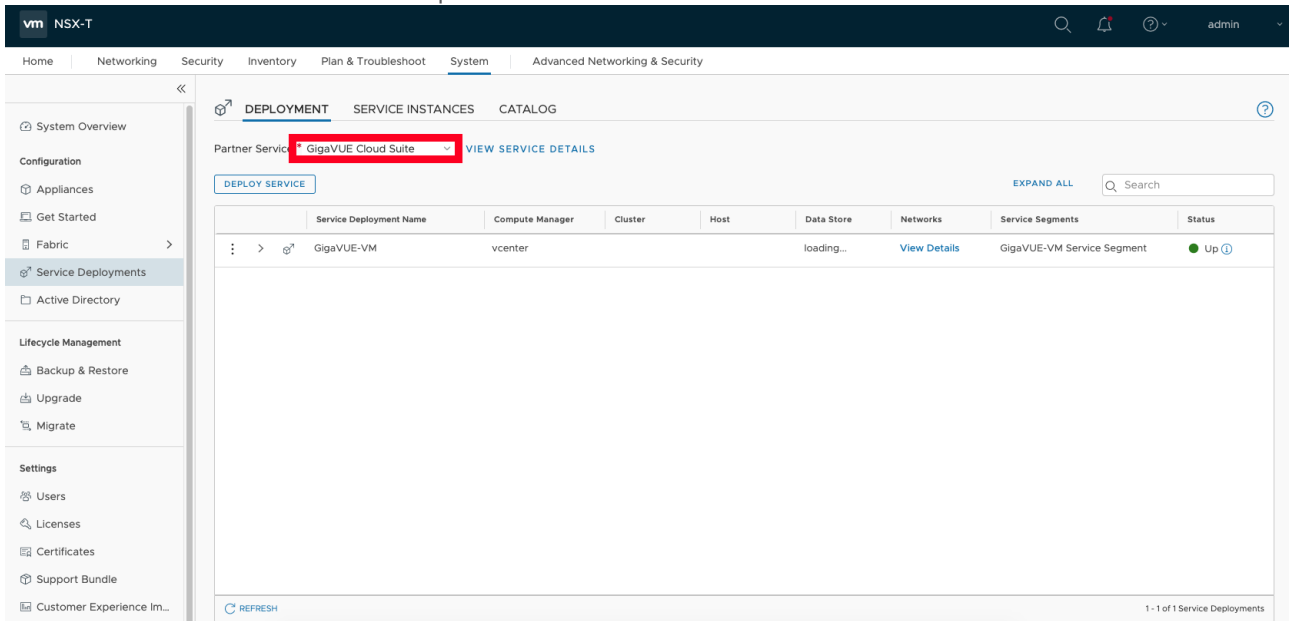 vm NSX-T admin
Home Networking Security Inventory Plan & Troubleshoot System Advanced Networking & Security
System Overview
Configuration
Appliances
Get Started
Fabric
Service Deployments
Active Directory
Lifecycle Management
Backup & Restore
Upgrade
Migrate
Settings
Users
Licenses
Certificates
Support Bundle
Customer Experience Im...
DEPLOYMENT SERVICE INSTANCES CATALOG
Partner Service * GigaVUE Cloud Suite VIEW SERVICE DETAILS
DEPLOY SERVICE EXPAND ALL Search
Service Deployment Name Compute Manager Cluster Host Data Store Networks Service Segments Status
GigaVUE-VM vcenter loading... View Details GigaVUE-VM Service Segment Up
REFRESH 1 - 1 of 1 Service Deployments